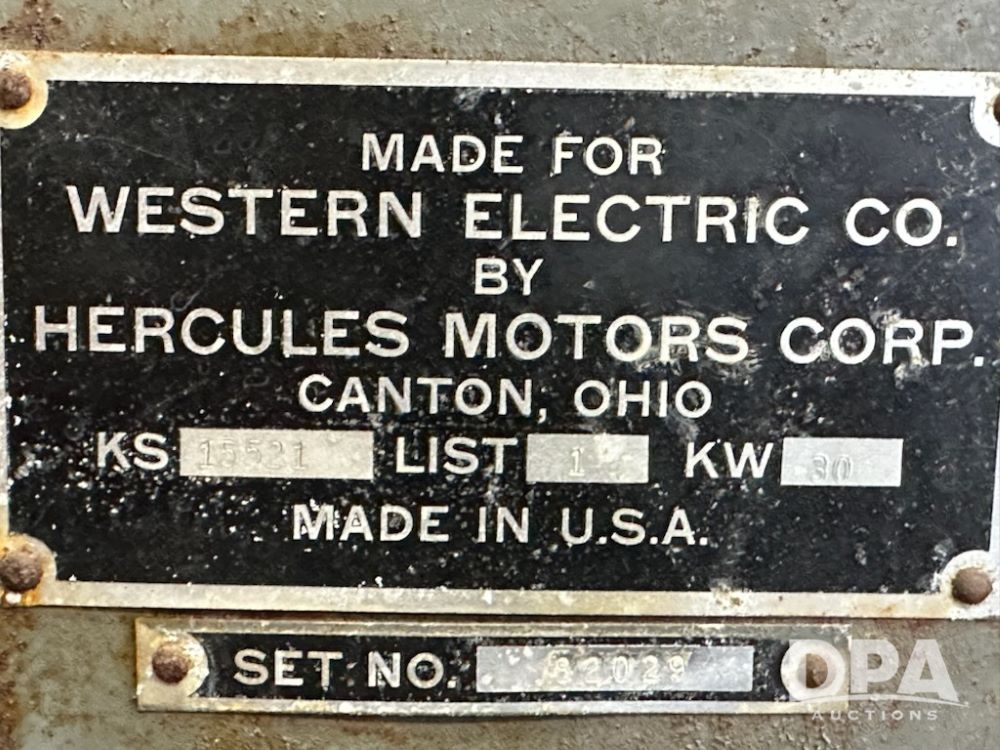 MADE FOR
WESTERN ELECTRIC CO.
BY
HERCULES MOTORS CORP.
CANTON, OHIO
KS 15521 LIST 1 KW 30
MADE IN U.S.A.
SET NO.
OPA
AUCTIONS